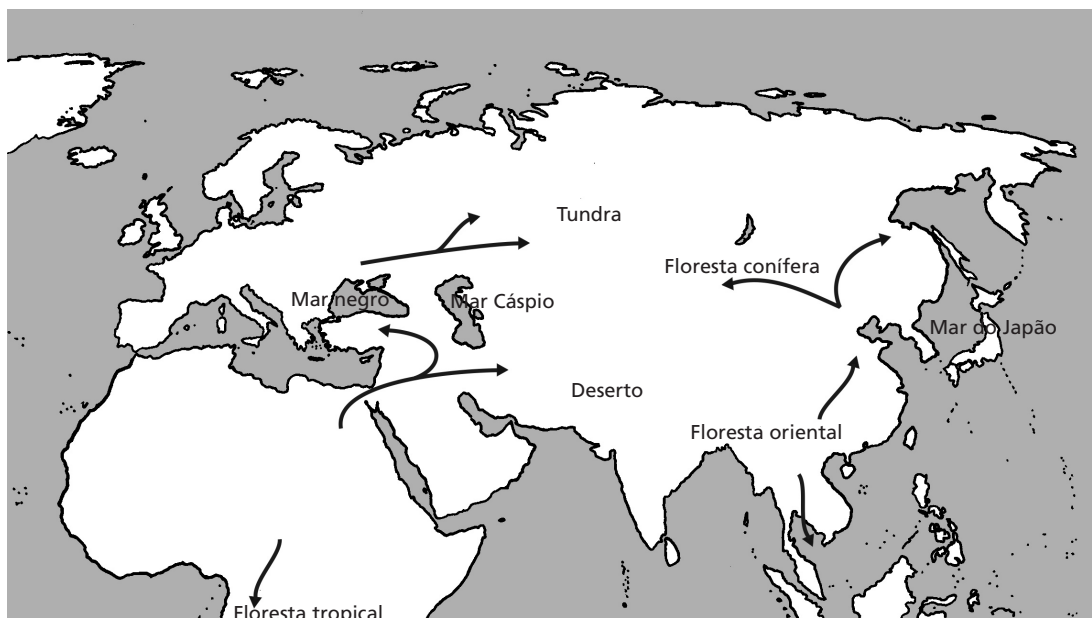 Tundra
Floresta conífera
Mar negro
Mar Cáspio
Mar do Japão
Deserto
Floresta oriental
Floresta tropical